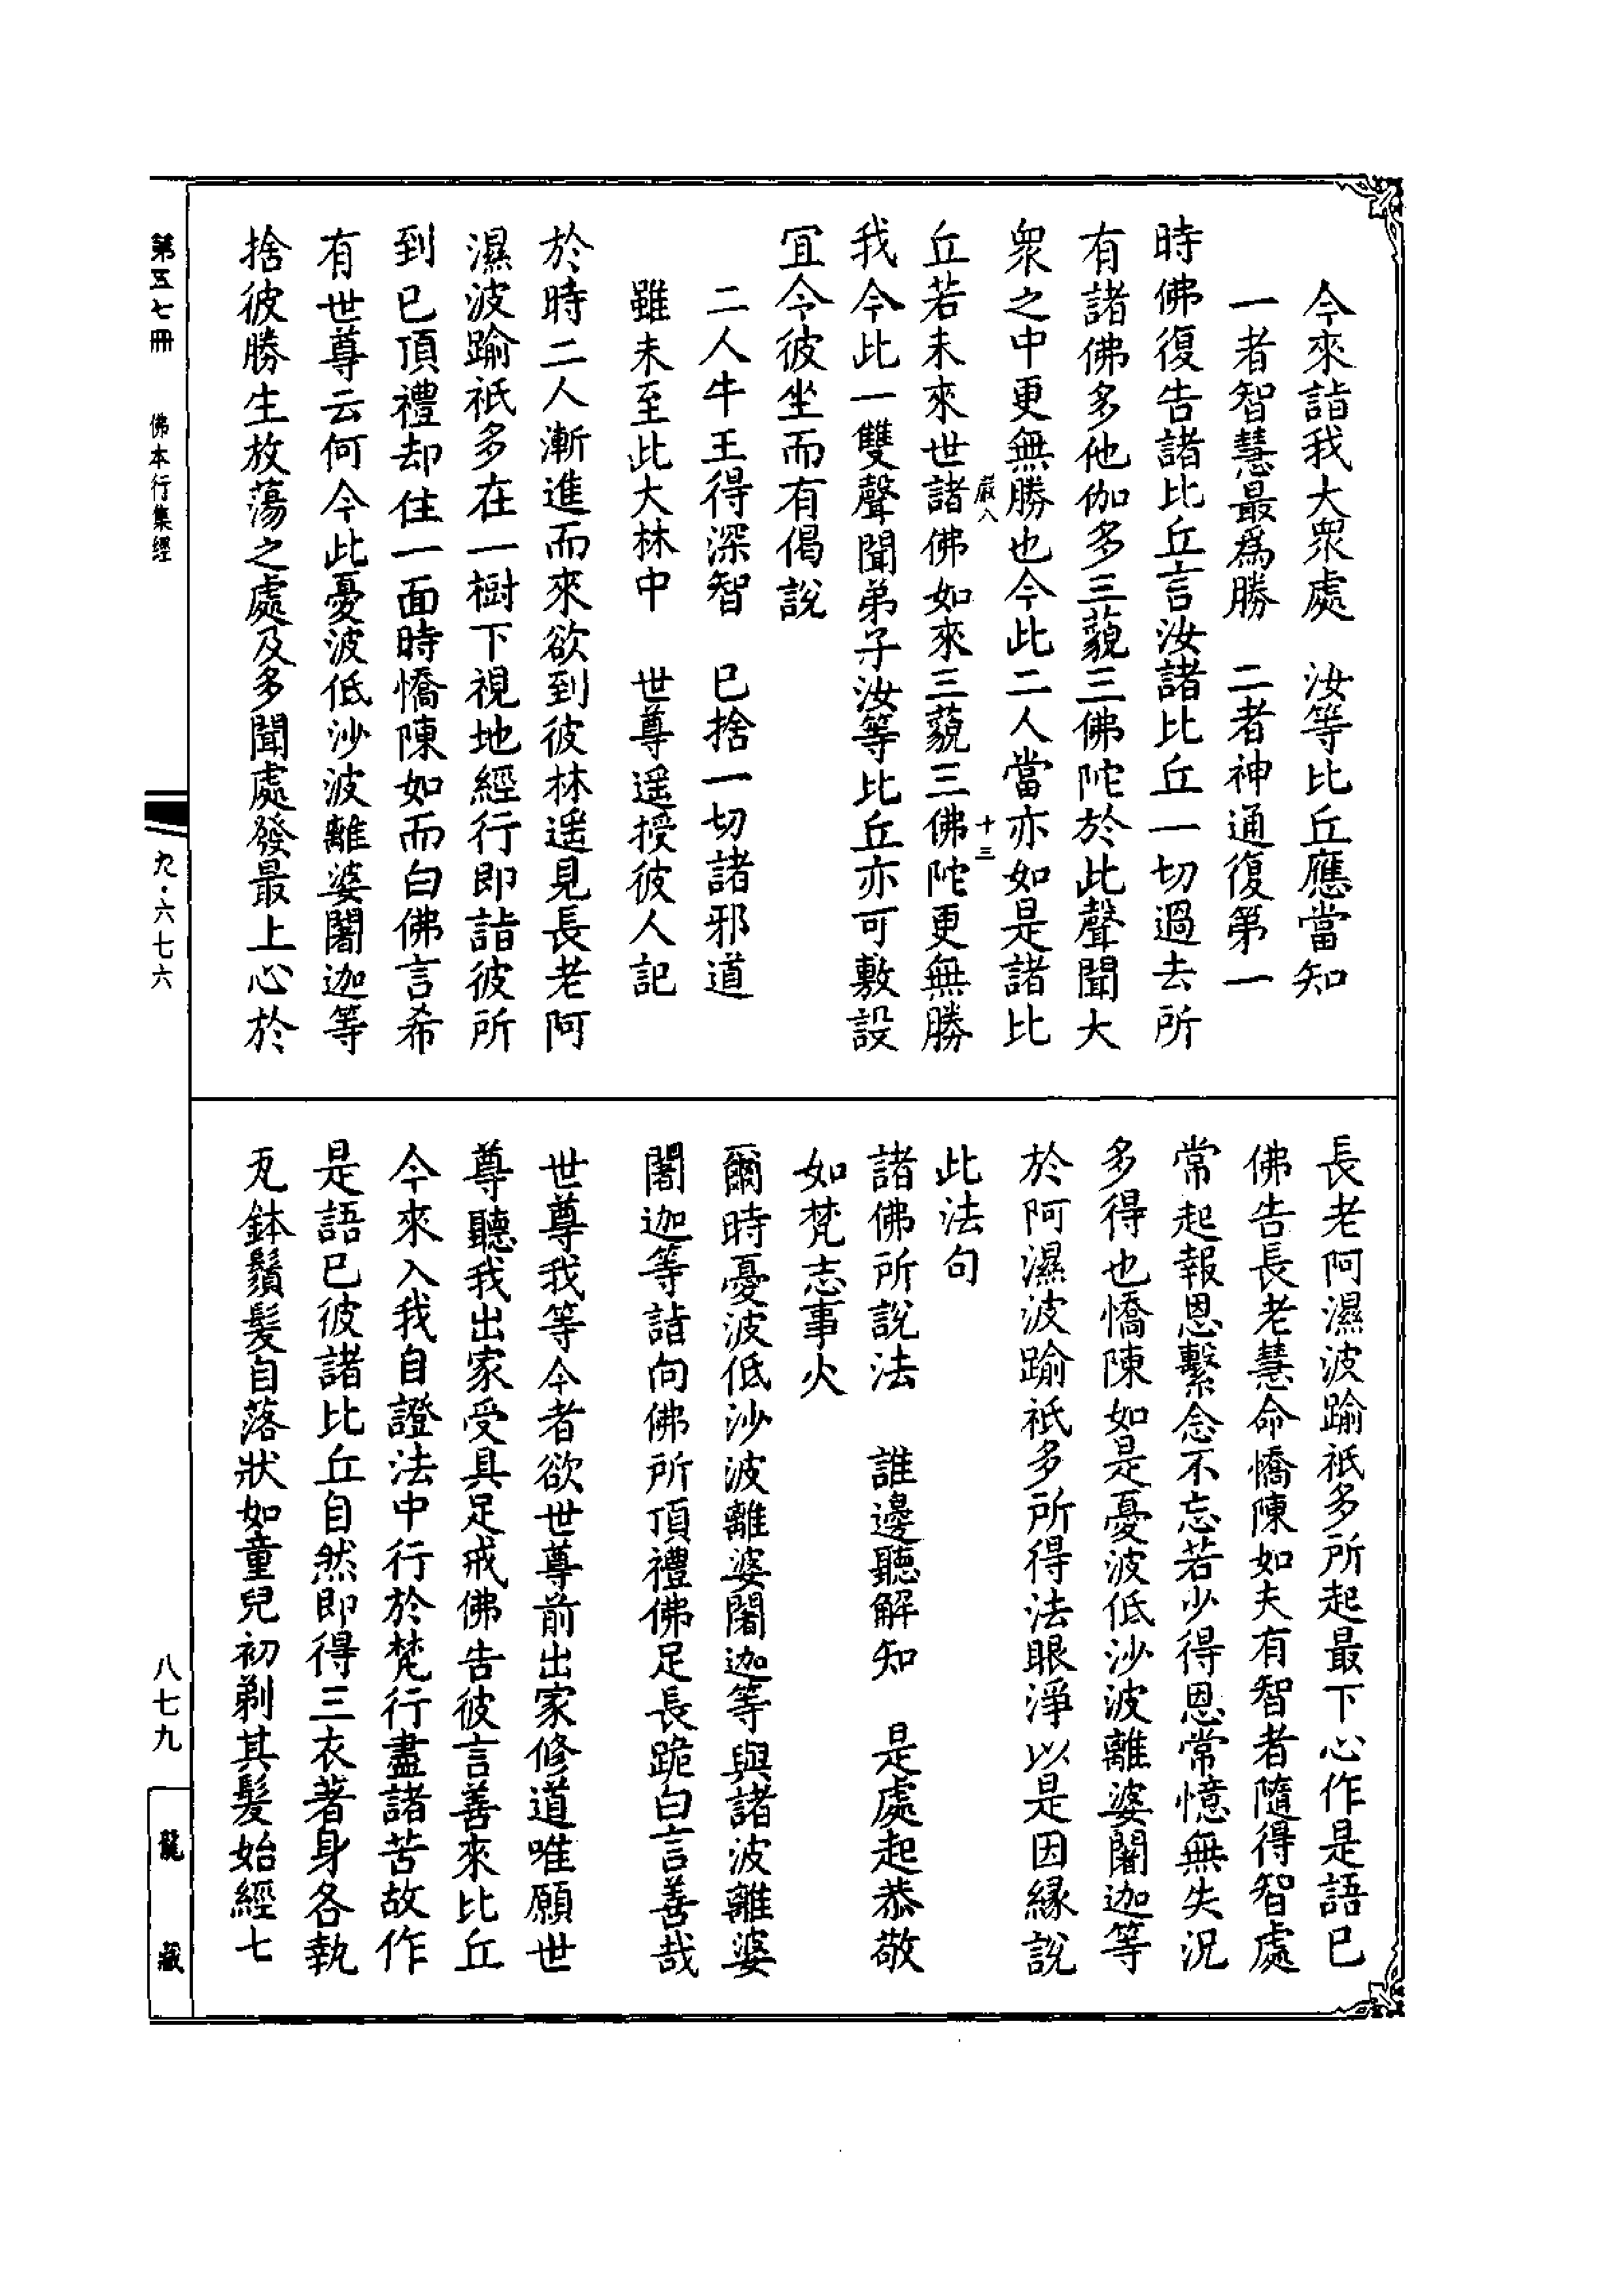 今來詣我大衆處　汝等比丘應當知
一者智慧最爲勝　二者神通復第一
時佛復告諸比丘言汝諸比丘一切過去所
有諸佛多他伽多三藐三佛陀於此聲聞大
衆之中更無勝也今此二人當亦如是諸比
嚴八　十三
丘若未來世諸佛如來三藐三佛陀更無勝
我今此一雙聲聞弟子汝等比丘亦可敷設
宜令彼坐而有偈說
二人牛王得深智　已捨一切諸邪道
雖未至此大林中　世尊遥授彼人記
於時二人漸進而來欲到彼林遥見長老阿
濕波踰祇多在一樹下視地經行即詣彼所
到已頂禮却住一面時憍陳如而白佛言希
有世尊云何今此憂波低沙波離婆闍迦等
捨彼勝生放蕩之處及多聞處發最上心於
長老阿濕波踰祇多所起最下心作是語已
佛告長老慧命憍陳如夫有智者隨得智處
常起報恩繫念不忘若少得恩常憶無失況
多得也憍陳如是憂波低沙波離婆闍迦等
於阿濕波踰祇多所得法眼淨以是因縁說
此法句
諸佛所說法　誰邊聽解知　是處起恭敬
如梵志事火
爾時憂波低沙波離婆闍迦等與諸波離婆
闍迦等詣向佛所頂禮佛足長跪白言善哉
世尊我等今者欲世尊前出家修道唯願世
尊聽我出家受具足戒佛告彼言善來比丘
今來入我自證法中行於梵行盡諸苦故作
是語已彼諸比丘自然即得三衣著身各執
瓦鉢鬚髮自落狀如童兒初剃其髮始經七
第五七冊　佛本行集經
九·六七六
八七九
龍藏